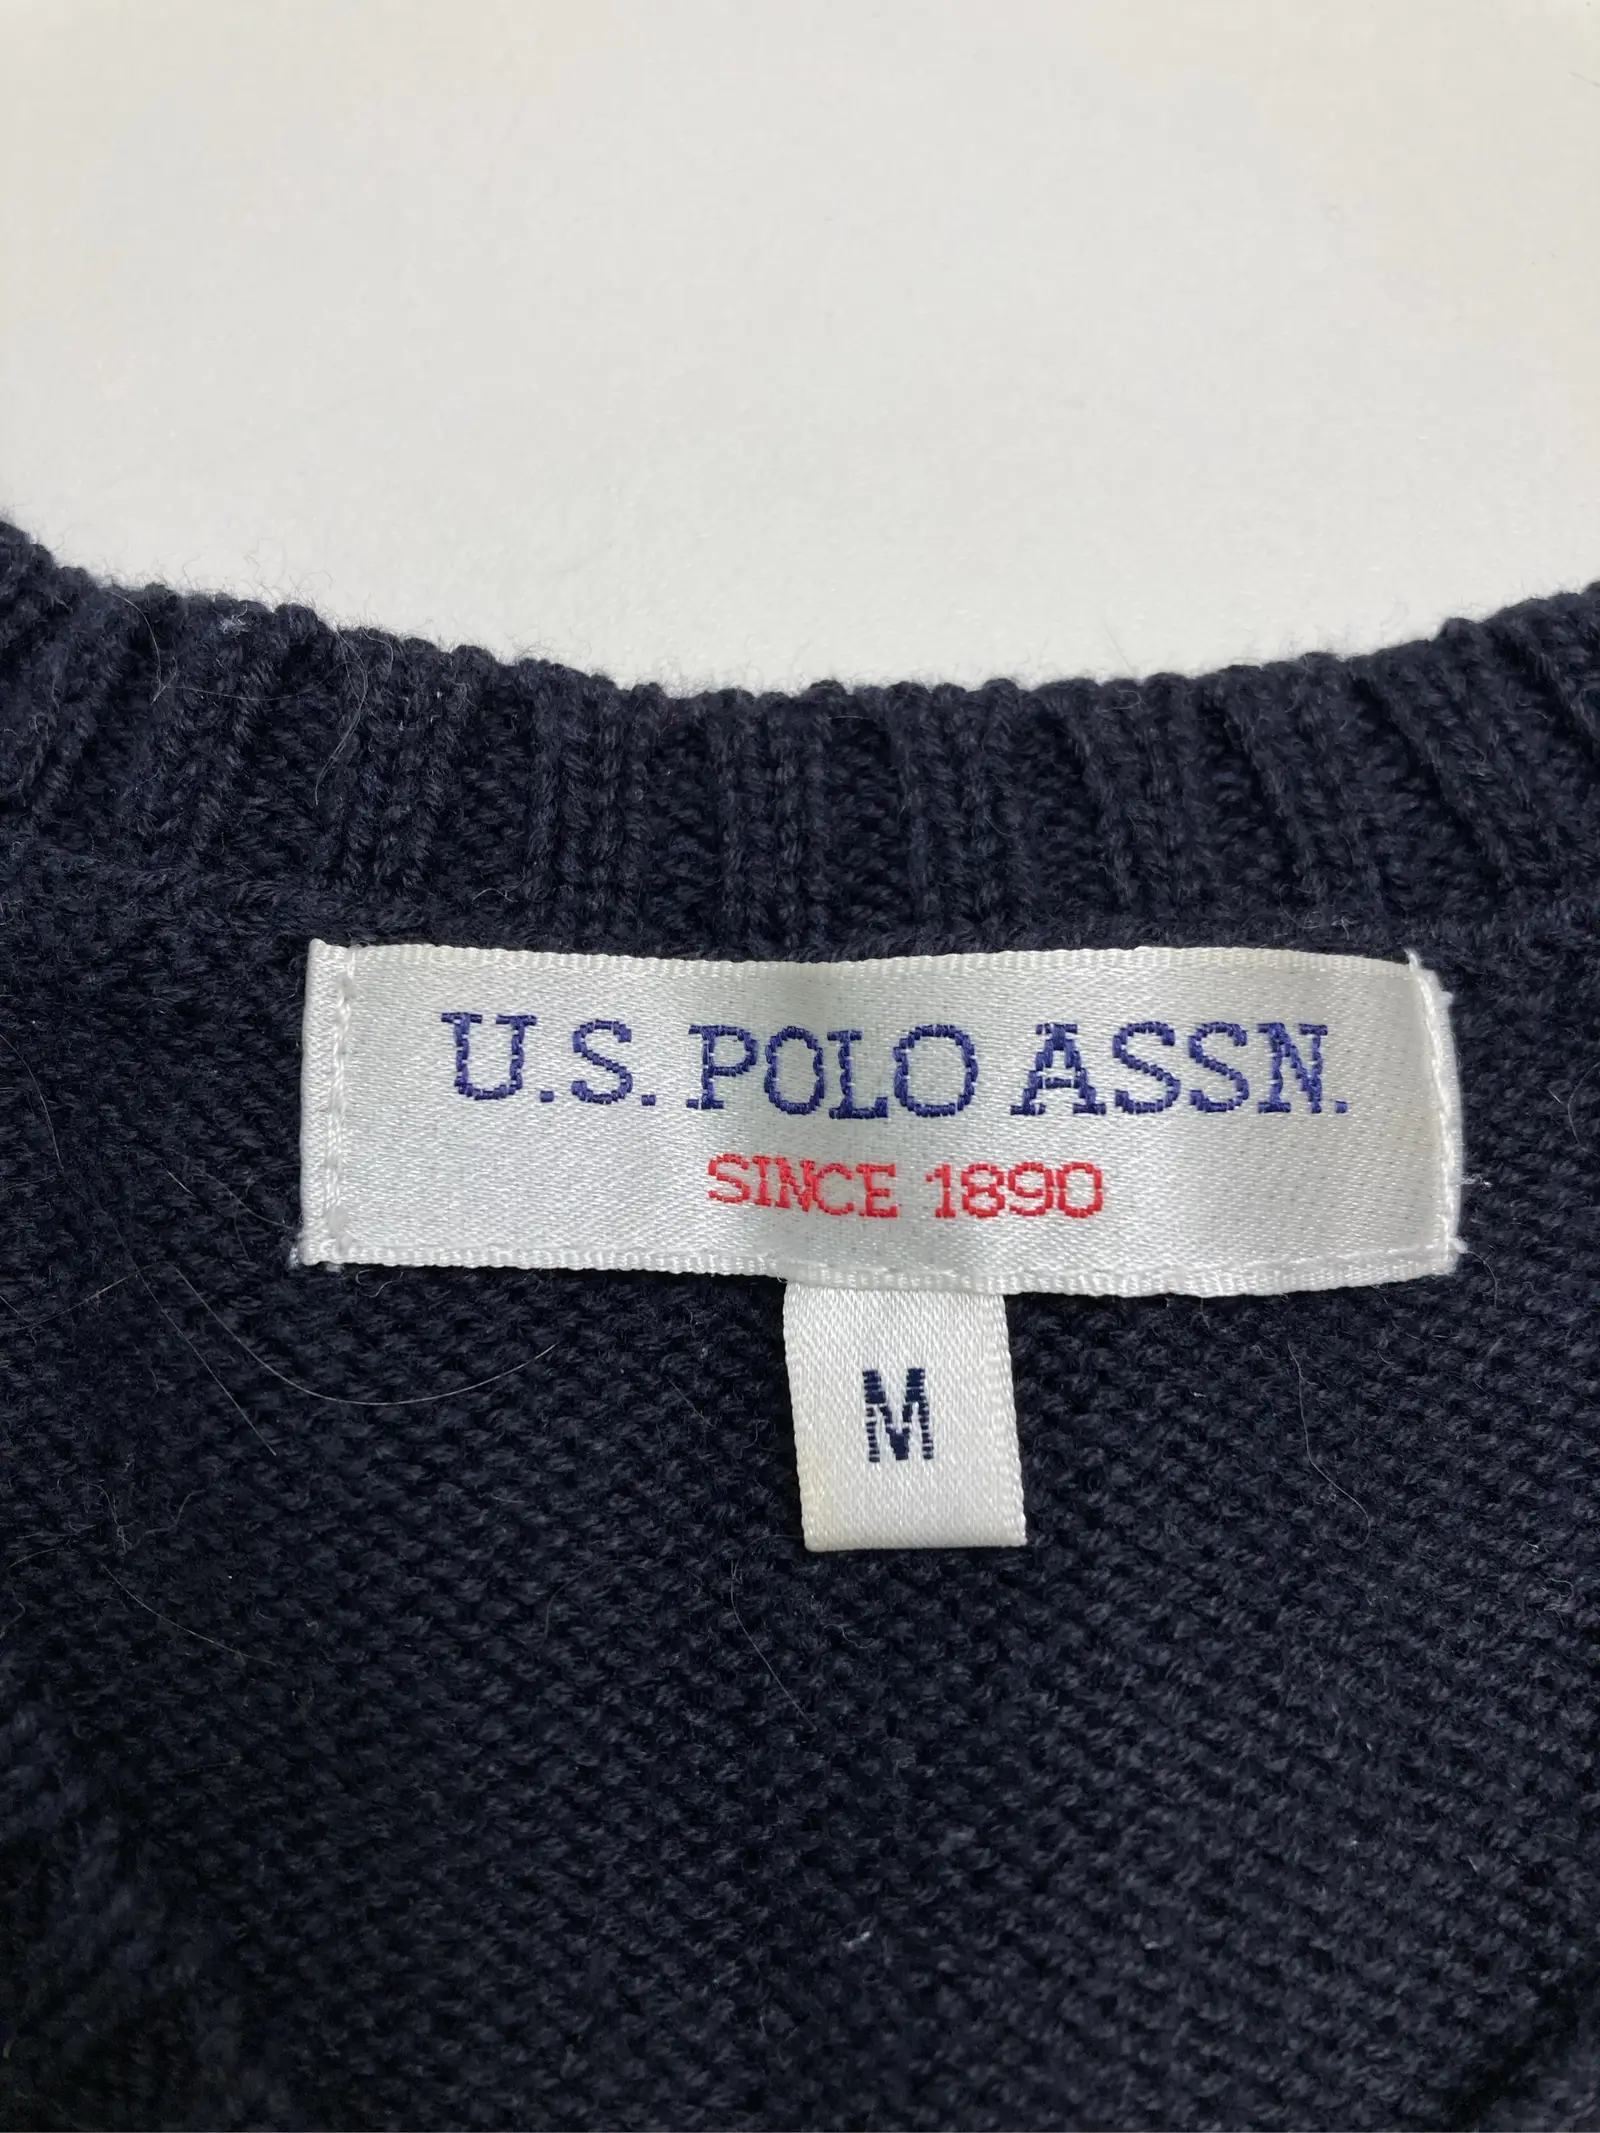 U.S. POLO ASSN.
SINCE 1890
M